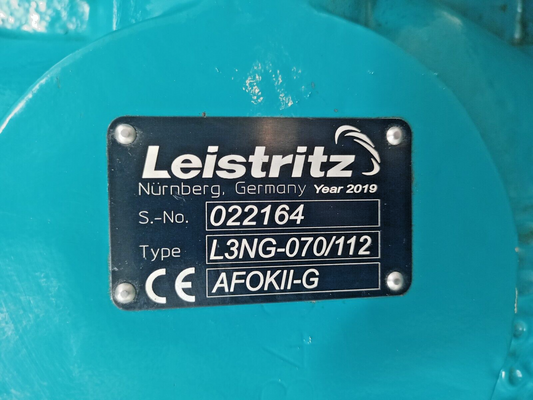 Leistritz
Nürnberg, Germany Year 2019
S.-No. 022164
Type L3NG-070/112
CE AFOKII-G